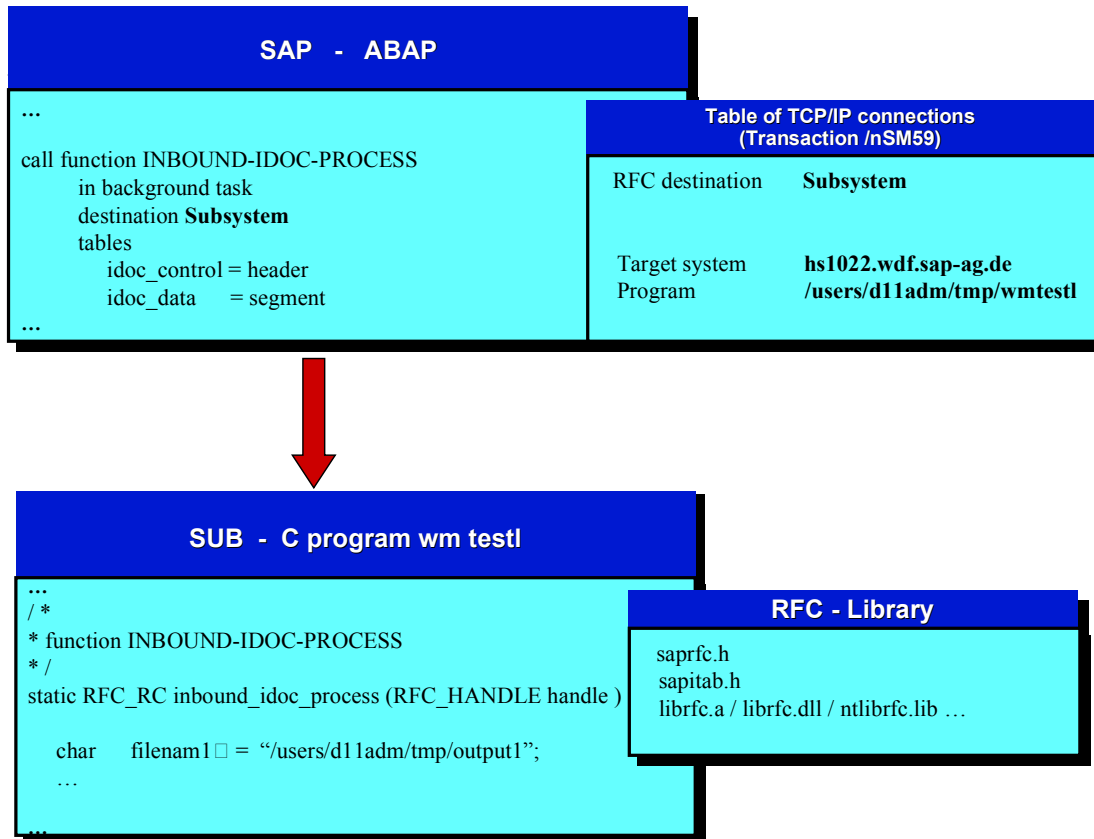 SAP - ABAP
...
call function INBOUND-IDOC-PROCESS
in background task
destination Subsystem
tables
idoc_control = header
idoc_data = segment
...
Table of TCP/IP connections
(Transaction /nSM59)
RFC destination Subsystem
Target system hs1022.wdf.sap-ag.de
Program /users/d11adm/tmp/wmtestl
SUB - C program wm testl
...
/ *
* function INBOUND-IDOC-PROCESS
* /
static RFC_RC inbound_idoc_process (RFC_HANDLE handle )
char filenam1□ = “/users/d11adm/tmp/output1”;
…
...
RFC - Library
saprfc.h
sapitab.h
librfc.a / librfc.dll / ntlibrfc.lib …